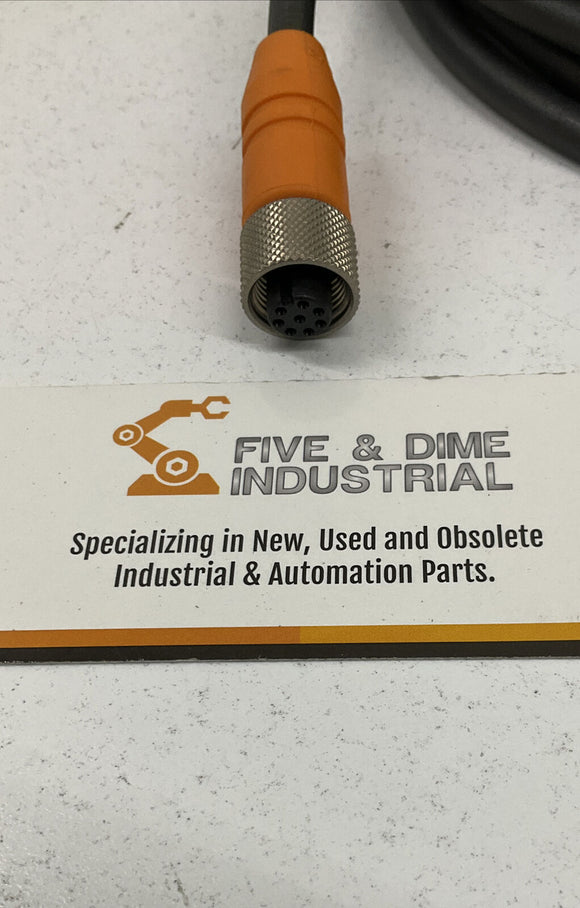 FIVE & DIME
INDUSTRIAL
Specializing in New, Used and Obsolete
Industrial & Automation Parts.